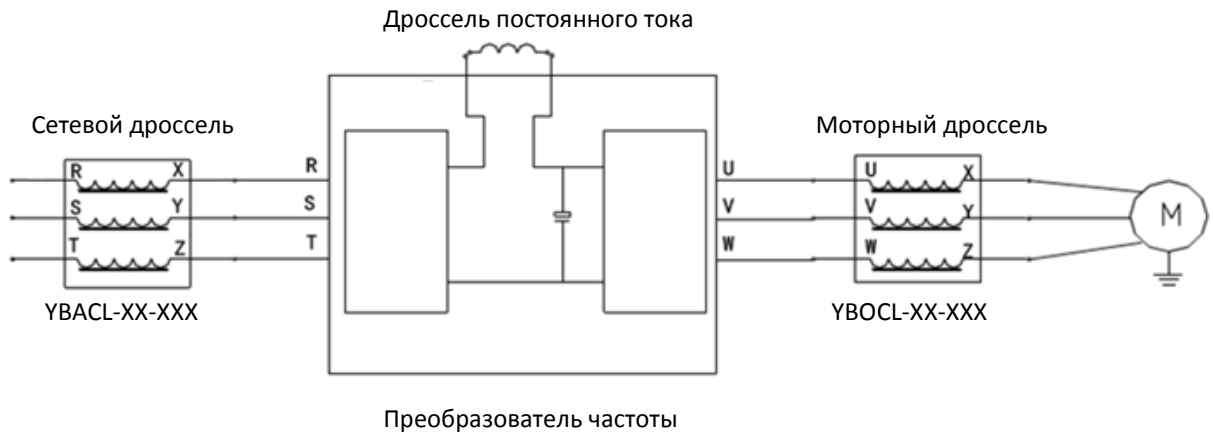 Дроссель постоянного тока
Сетевой дроссель
Моторный дроссель
R X R U U X
S Y S V V Y M
T Z T W W Z
YBACL-XX-XXX
YBOCL-XX-XXX
Преобразователь частоты